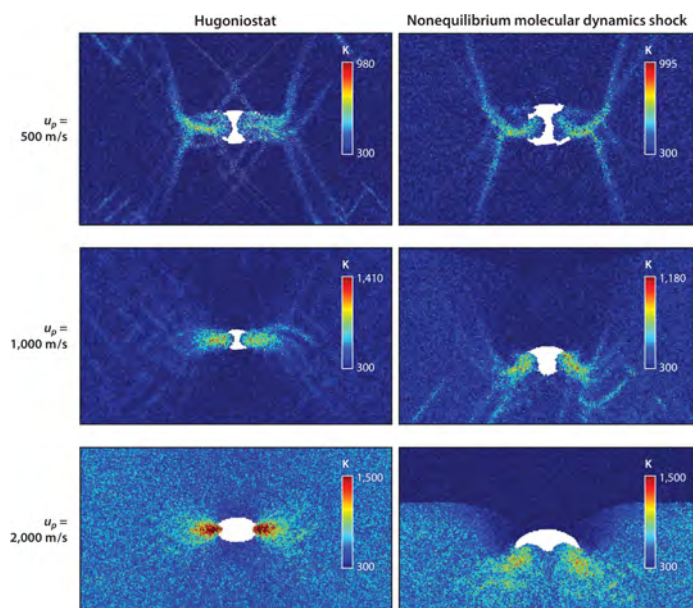 Hugoniostat
Nonequilibrium molecular dynamics shock
u_p =
500 m/s
K
980
300
K
995
300
u_p =
1,000 m/s
K
1,410
300
K
1,180
300
u_p =
2,000 m/s
K
1,500
300
K
1,500
300